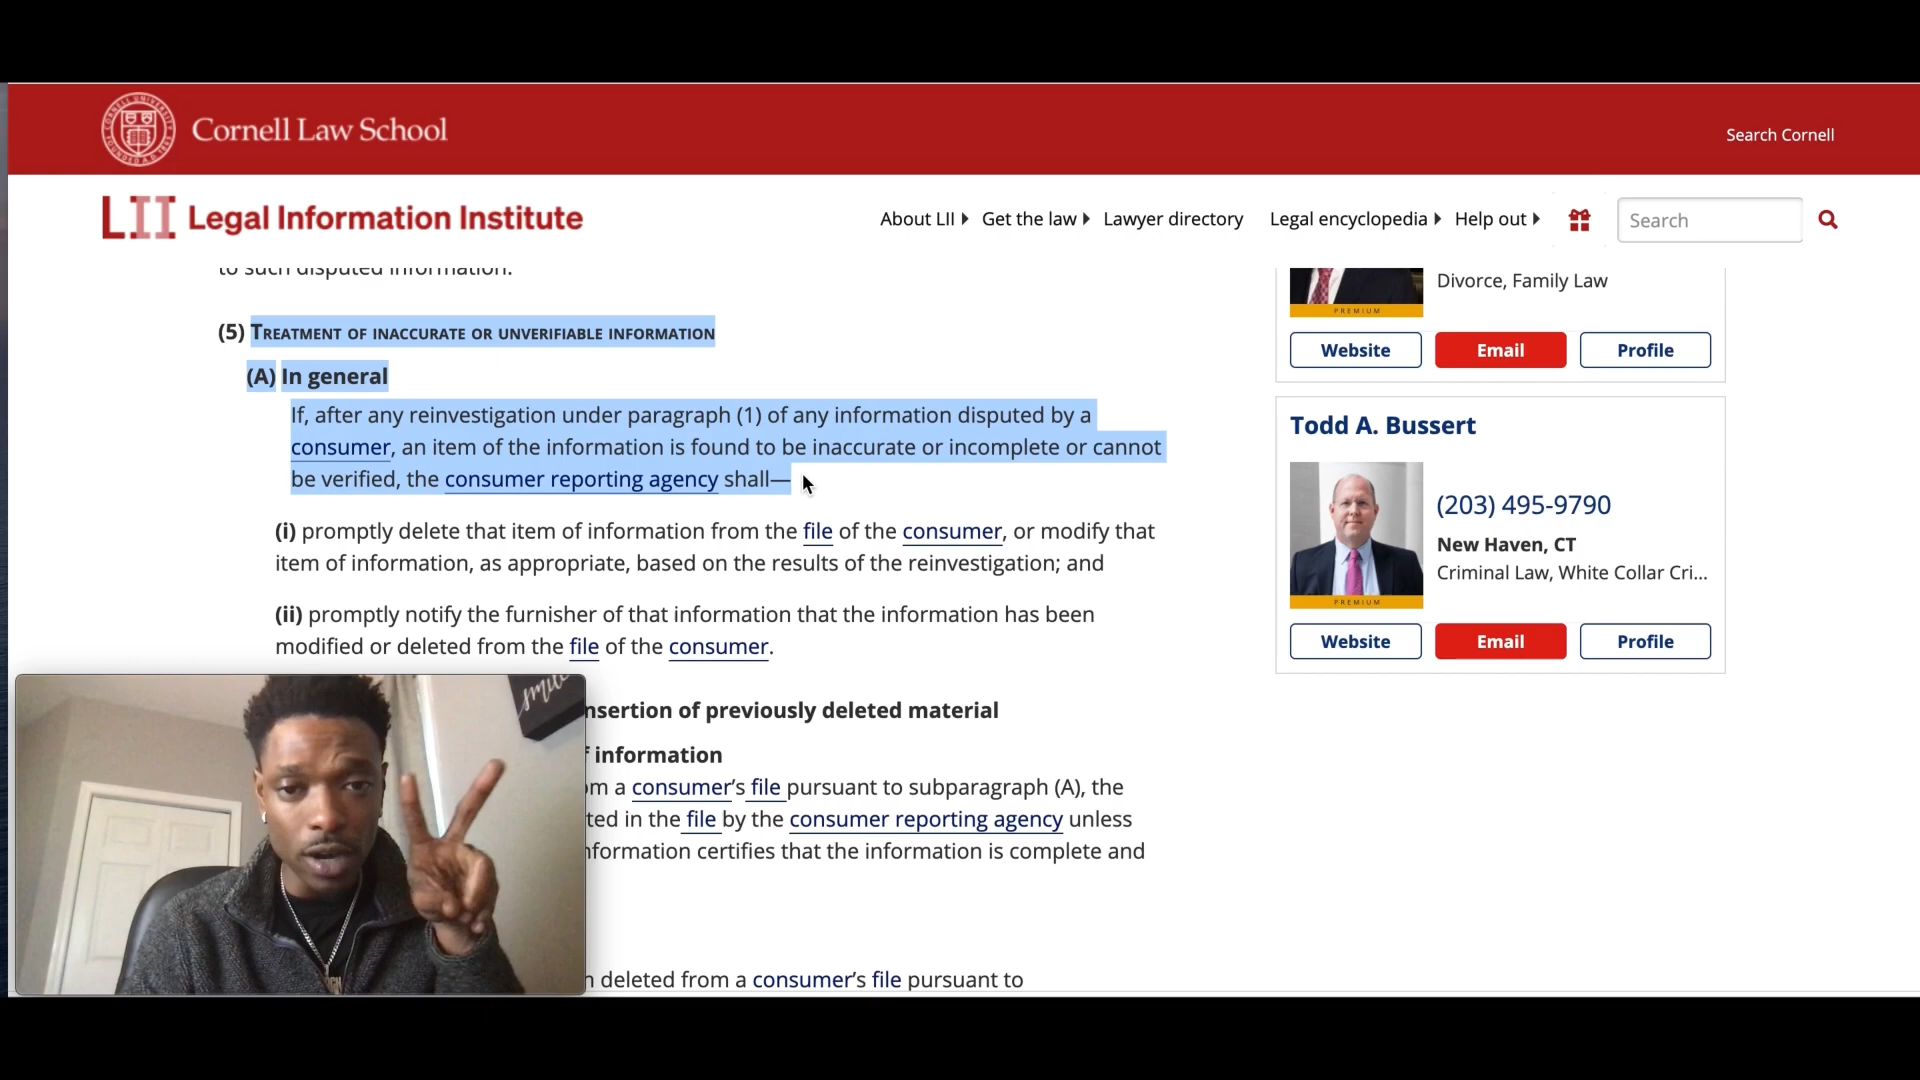 Cornell Law School
Search Cornell
LII Legal Information Institute
About LII
Get the law
Lawyer directory
Legal encyclopedia
Help out
Search
to such disputed information.
(5) Treatment of inaccurate or unverifiable information
(A) In general
If, after any reinvestigation under paragraph (1) of any information disputed by a
consumer, an item of the information is found to be inaccurate or incomplete or cannot
be verified, the consumer reporting agency shall—
(i) promptly delete that item of information from the file of the consumer, or modify that
item of information, as appropriate, based on the results of the reinvestigation; and
(ii) promptly notify the furnisher of that information that the information has been
modified or deleted from the file of the consumer.
nsertion of previously deleted material
information
om a consumer's file pursuant to subparagraph (A), the
ted in the file by the consumer reporting agency unless
nformation certifies that the information is complete and
deleted from a consumer's file pursuant to
Divorce, Family Law
PREMIUM
Website
Email
Profile
Todd A. Bussert
(203) 495-9790
New Haven, CT
Criminal Law, White Collar Cri...
PREMIUM
Website
Email
Profile
smile